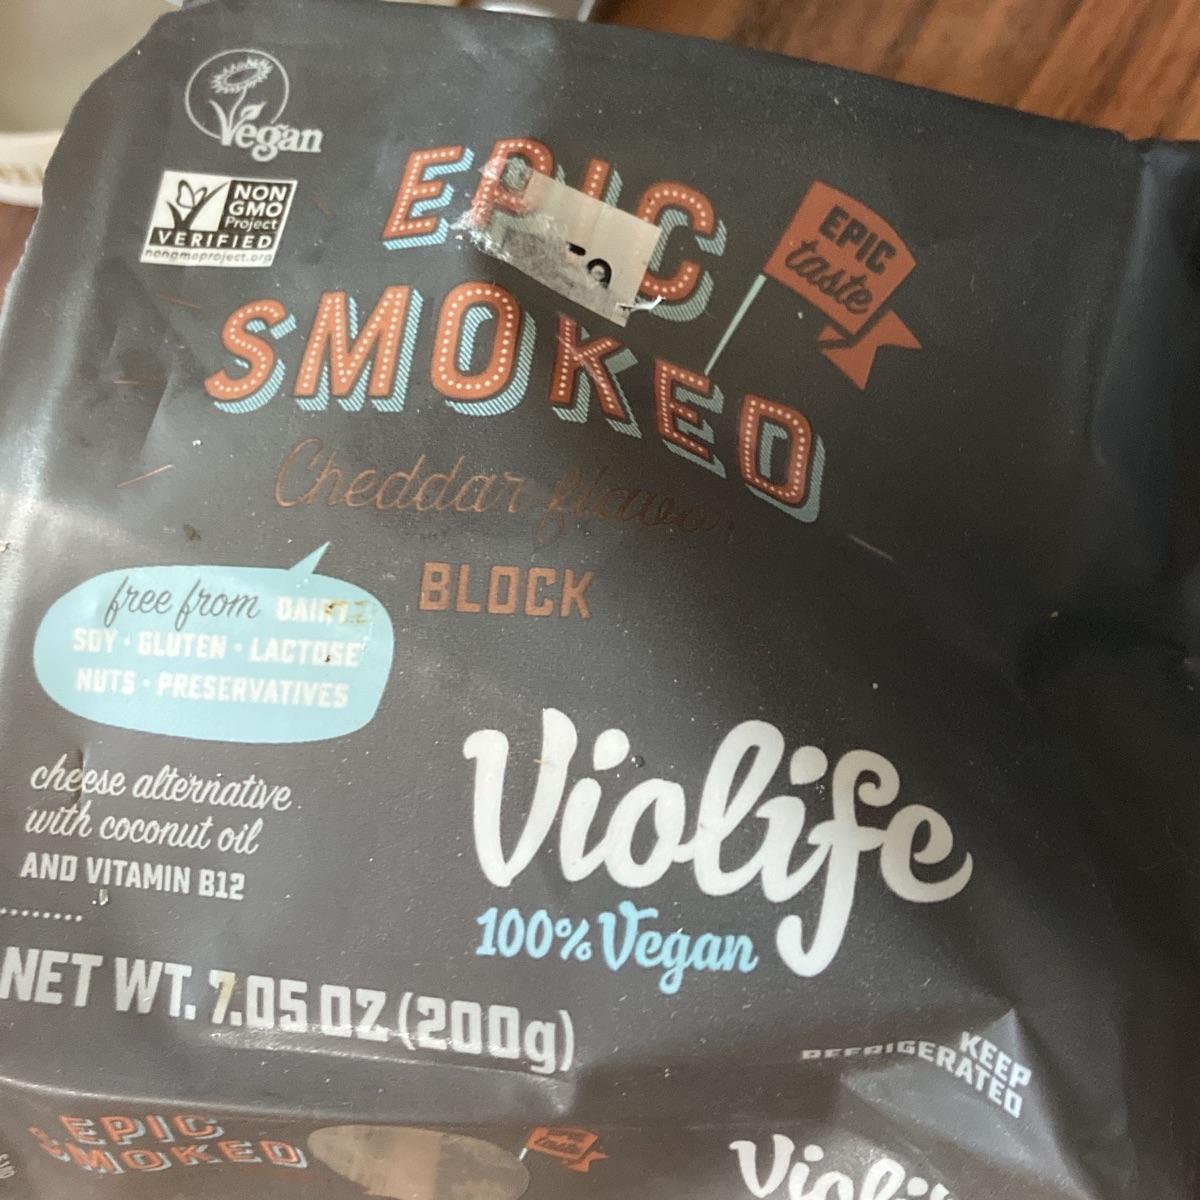 Vegan
NON
GMO
Project
VERIFIED
nongmoproject.org
EPIC
SMOKED
EPIC
taste
Cheddar flavour
BLOCK
free from DAIRY
SOY · GLUTEN · LACTOSE
NUTS · PRESERVATIVES
cheese alternative
with coconut oil
AND VITAMIN B12
Violife
100% Vegan
NET WT. 7.05 OZ (200g)
KEEP
REFRIGERATED
EPIC
SMOKED
Violife